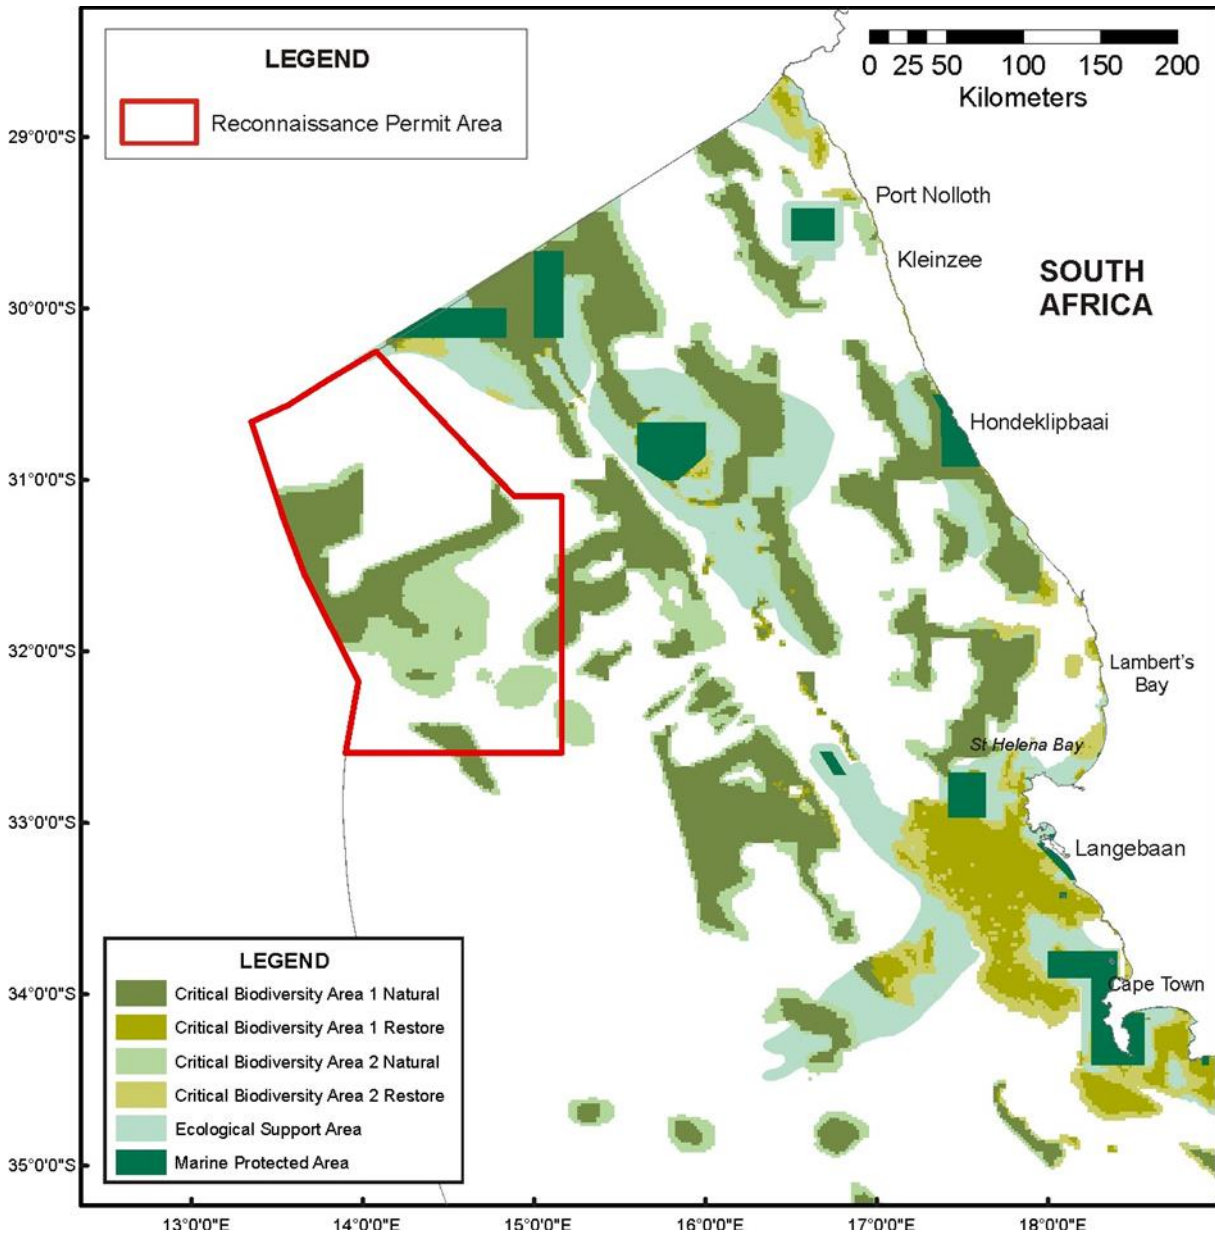 LEGEND
Reconnaissance Permit Area
0 25 50 100 150 200
Kilometers
29°0'0"S
30°0'0"S
31°0'0"S
32°0'0"S
33°0'0"S
34°0'0"S
35°0'0"S
Port Nolloth
Kleinzee
SOUTH
AFRICA
Hondeklipbaai
Lambert's
Bay
St Helena Bay
Langebaan
Cape Town
LEGEND
Critical Biodiversity Area 1 Natural
Critical Biodiversity Area 1 Restore
Critical Biodiversity Area 2 Natural
Critical Biodiversity Area 2 Restore
Ecological Support Area
Marine Protected Area
13°0'0"E 14°0'0"E 15°0'0"E 16°0'0"E 17°0'0"E 18°0'0"E